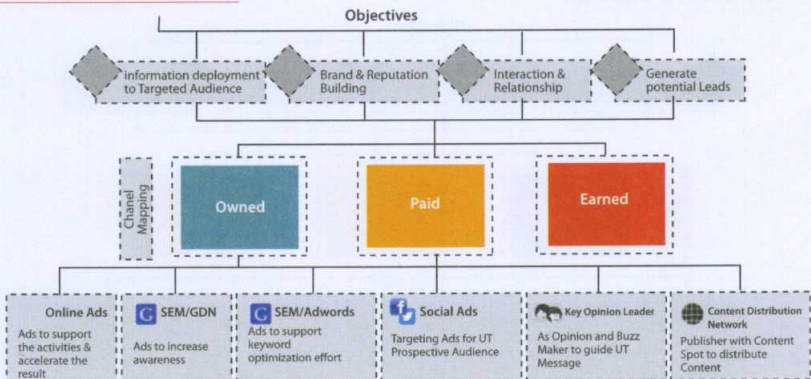 Objectives
Information deployment
to Targeted Audience
Brand & Reputation
Building
Interaction &
Relationship
Generate
potential Leads
Chanel
Mapping
Owned
Paid
Earned
Online Ads
Ads to support
the activities &
accelerate the
result
G SEM/GDN
Ads to increase
awareness
G SEM/Adwords
Ads to support
keyword
optimization effort
f Social Ads
Targeting Ads for UT
Prospective Audience
Key Opinion Leader
As Opinion and Buzz
Maker to guide UT
Message
Content Distribution
Network
Publisher with Content
Spot to distribute
Content